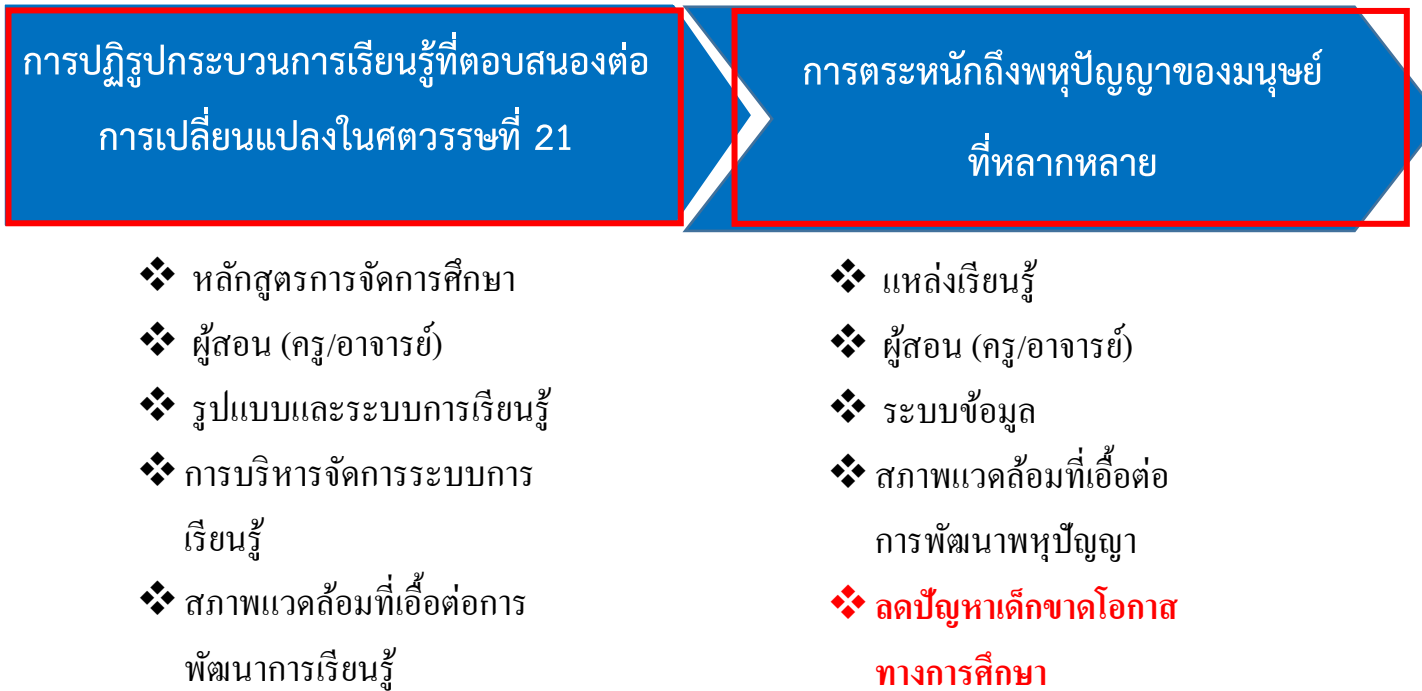 การปฏิรูปกระบวนการเรียนรู้ที่ตอบสนองต่อ
การเปลี่ยนแปลงในศตวรรษที่ 21
❖ หลักสูตรการจัดการศึกษา
❖ ผู้สอน (ครู/อาจารย์)
❖ รูปแบบและระบบการเรียนรู้
❖ การบริหารจัดการระบบการ
เรียนรู้
❖ สภาพแวดล้อมที่เอื้อต่อการ
พัฒนาการเรียนรู้
การตระหนักถึงพหุปัญญาของมนุษย์
ที่หลากหลาย
❖ แหล่งเรียนรู้
❖ ผู้สอน (ครู/อาจารย์)
❖ ระบบข้อมูล
❖ สภาพแวดล้อมที่เอื้อต่อ
การพัฒนาพหุปัญญา
❖ ลดปัญหาเด็กขาดโอกาส
ทางการศึกษา